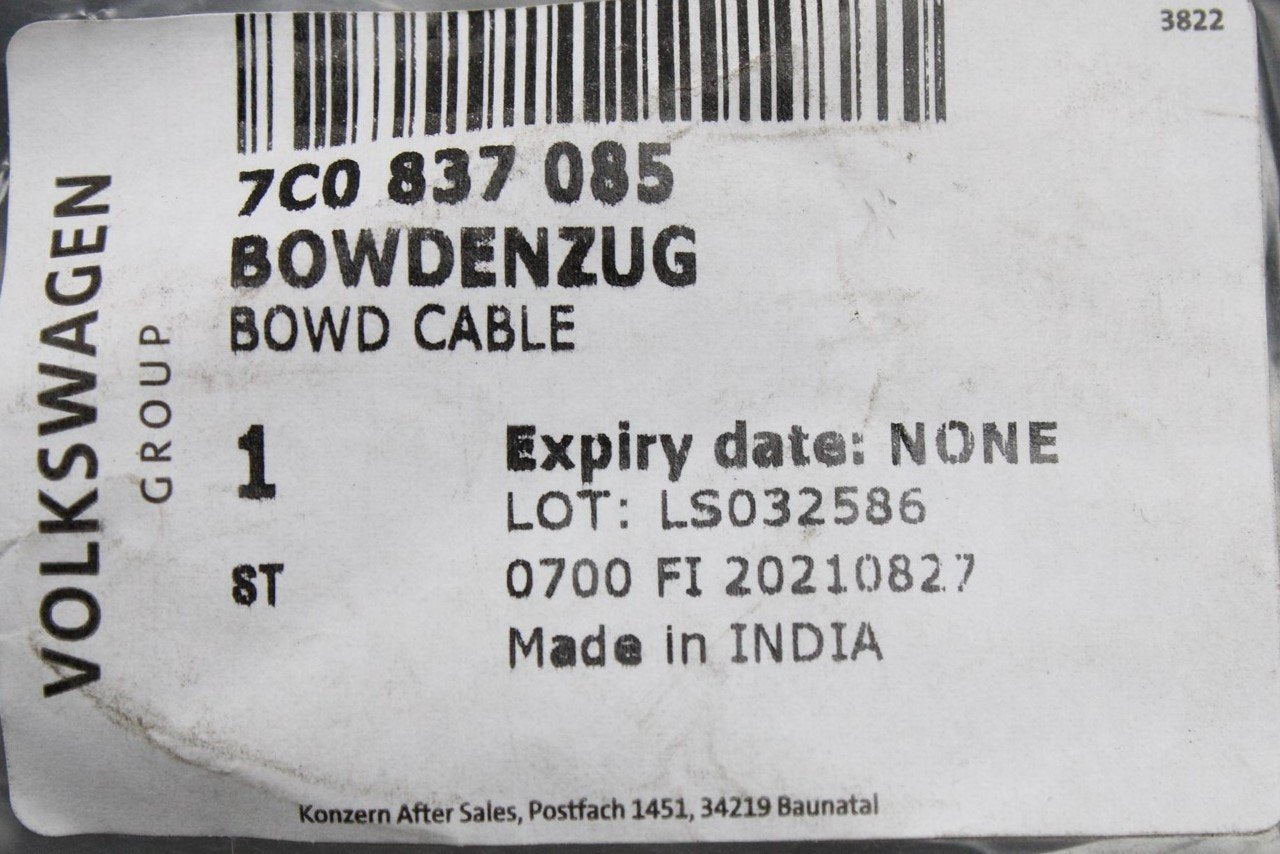 3822
7C0 837 085
BOWDENZUG
BOWD CABLE
VOLKSWAGEN
GROUP
1
Expiry date: NONE
LOT: LS032586
ST
0700 FI 20210827
Made in INDIA
Konzern After Sales, Postfach 1451, 34219 Baunatal